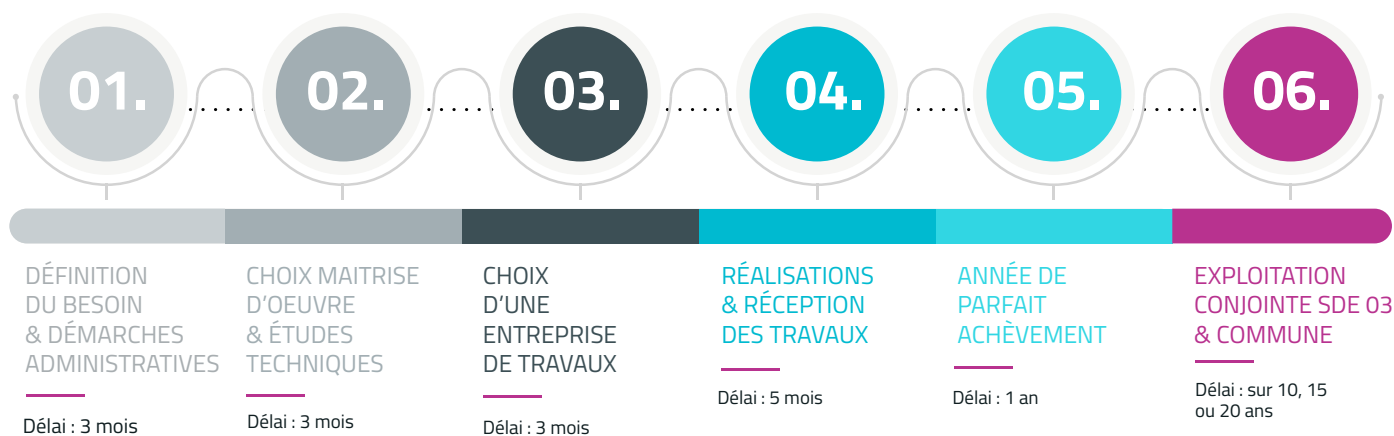 01.
02.
03.
04.
05.
06.
DÉFINITION
DU BESOIN
& DÉMARCHES
ADMINISTRATIVES
Délai : 3 mois
CHOIX MAITRISE
D'OEUVRE
& ÉTUDES
TECHNIQUES
Délai : 3 mois
CHOIX
D'UNE
ENTREPRISE
DE TRAVAUX
Délai : 3 mois
RÉALISATIONS
& RÉCEPTION
DES TRAVAUX
Délai : 5 mois
ANNÉE DE
PARFAIT
ACHÈVEMENT
Délai : 1 an
EXPLOITATION
CONJOINTE SDE 03
& COMMUNE
Délai : sur 10, 15
ou 20 ans